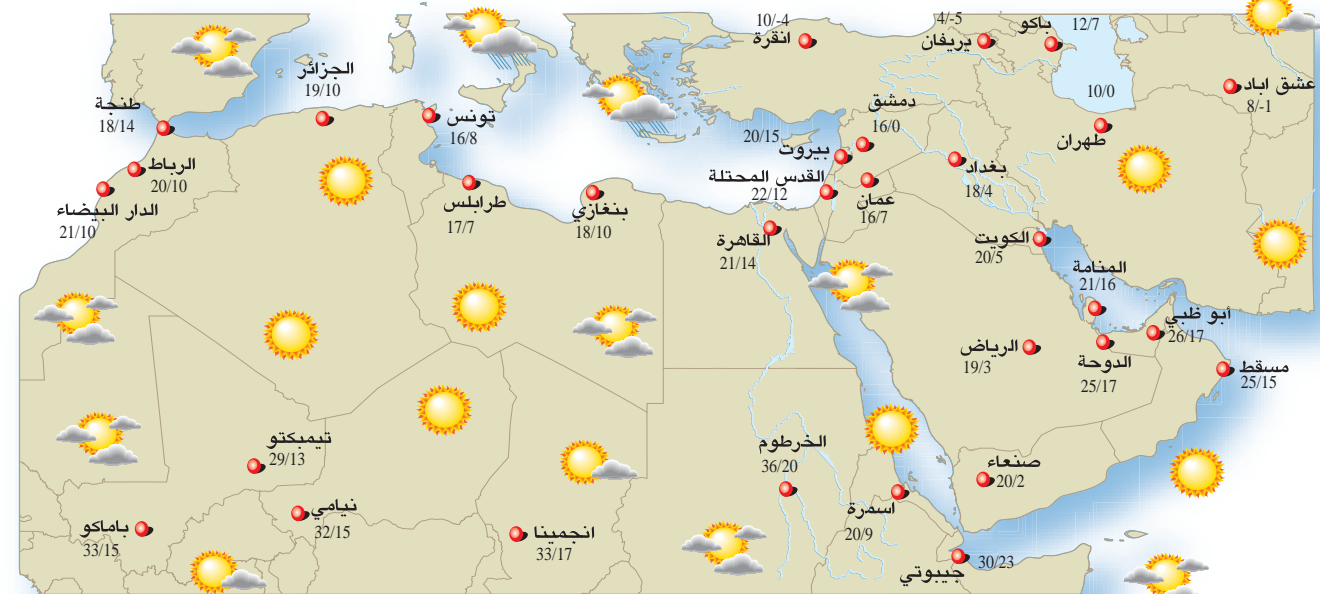 10/-4
انقرة
4/-5
يريفان
باكو
12/7
عشق اباد
8/-1
10/0
طهران
الجزائر
19/10
طنجة
18/14
تونس
16/8
دمشق
16/0
20/15
بيروت
بغداد
18/4
الرباط
20/10
القدس المحتلة
22/12
عمان
16/7
الدار البيضاء
21/10
طرابلس
17/7
بنغازي
18/10
القاهرة
21/14
الكويت
20/5
المنامة
21/16
أبو ظبي
26/17
الرياض
19/3
الدوحة
25/17
مسقط
25/15
تيمبكتو
29/13
الخرطوم
36/20
صنعاء
20/2
نيامي
32/15
اسمرة
20/9
باماكو
33/15
انجمينا
33/17
30/23
جيبوتي